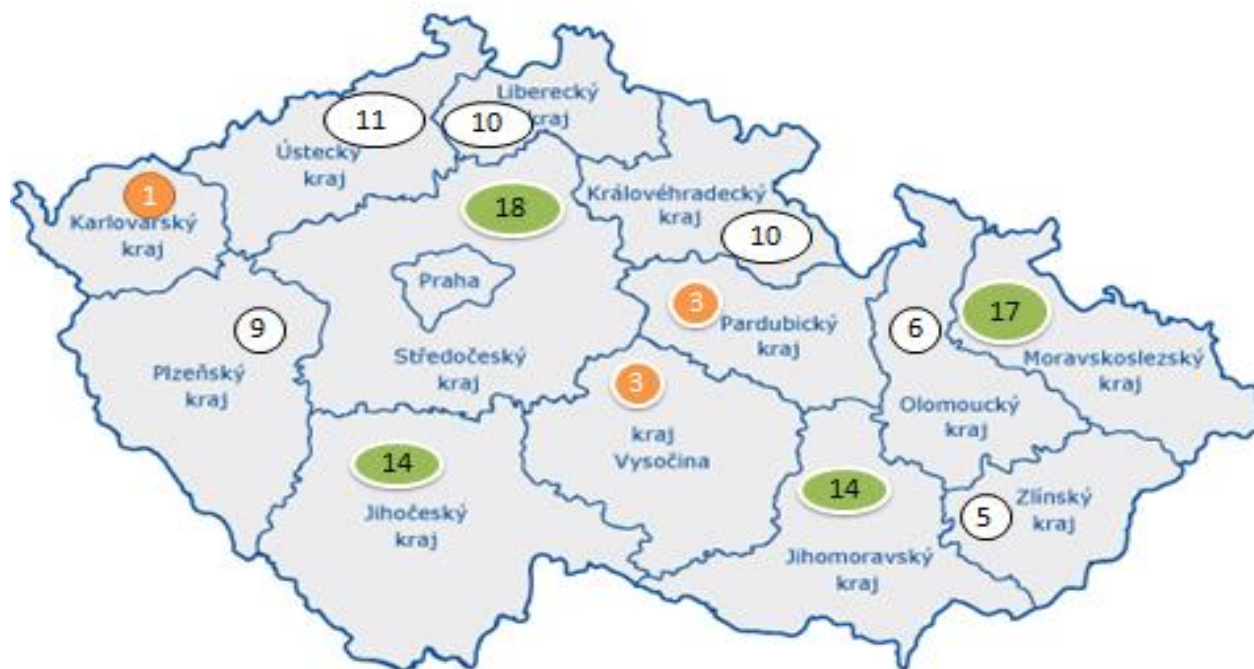 Liberecký
kraj
11
10
Ústecký
kraj
1
Karlovarský
kraj
18
Královéhradecký
kraj
10
Praha
3
Pardubický
kraj
6
17
Moravskoslezský
kraj
9
Plzeňský
kraj
Středočeský
kraj
3
kraj
Vysočina
Olomoucký
kraj
14
Jihočeský
kraj
14
Jihomoravský
kraj
5
Zlínský
kraj